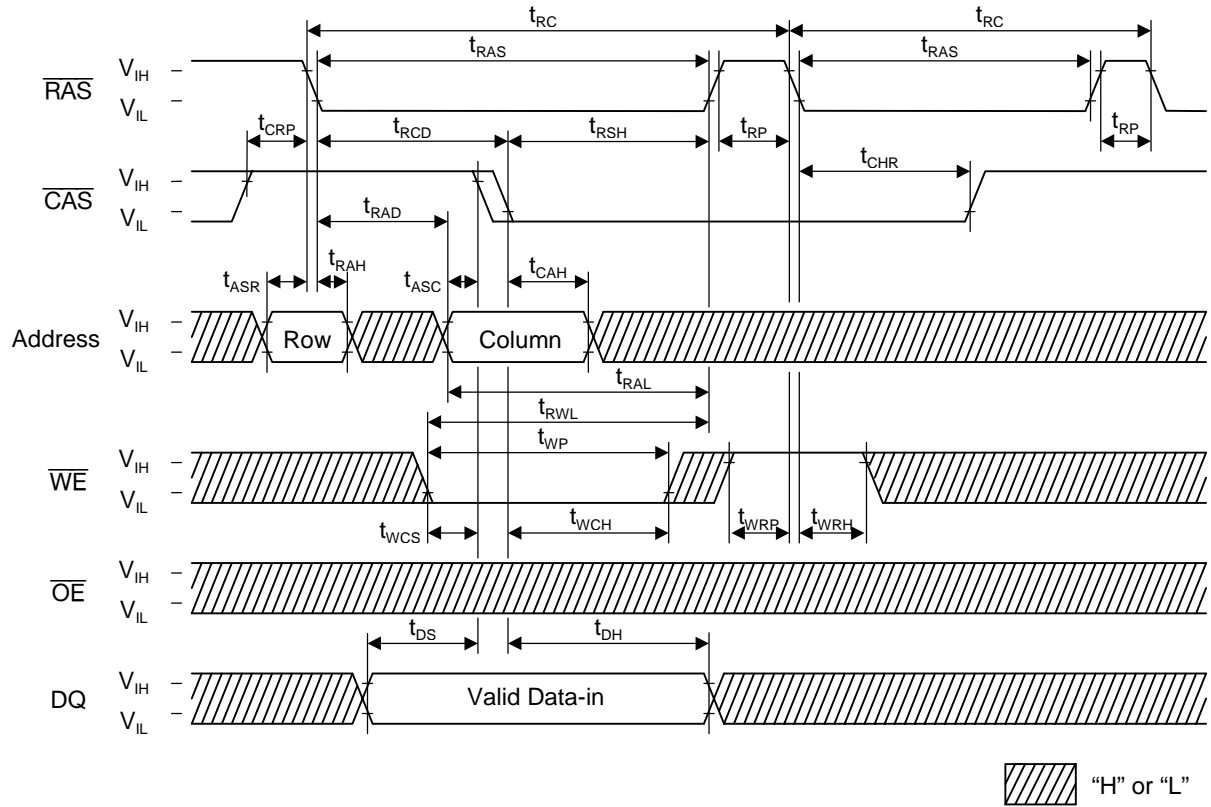 tRC tRC
tRAS tRAS
RAS VIH
VIL
tCRP tRCD tRSH tRP tRP
tCHR
CAS VIH
VIL
tRAD
tASR tRAH tASC tCAH
Address VIH
VIL
Row Column
tRAL
tRWL
tWP
WE VIH
VIL
tWCS tWCH tWRP tWRH
OE VIH
VIL
tDS tDH
DQ VIH
VIL
Valid Data-in
“H” or “L”